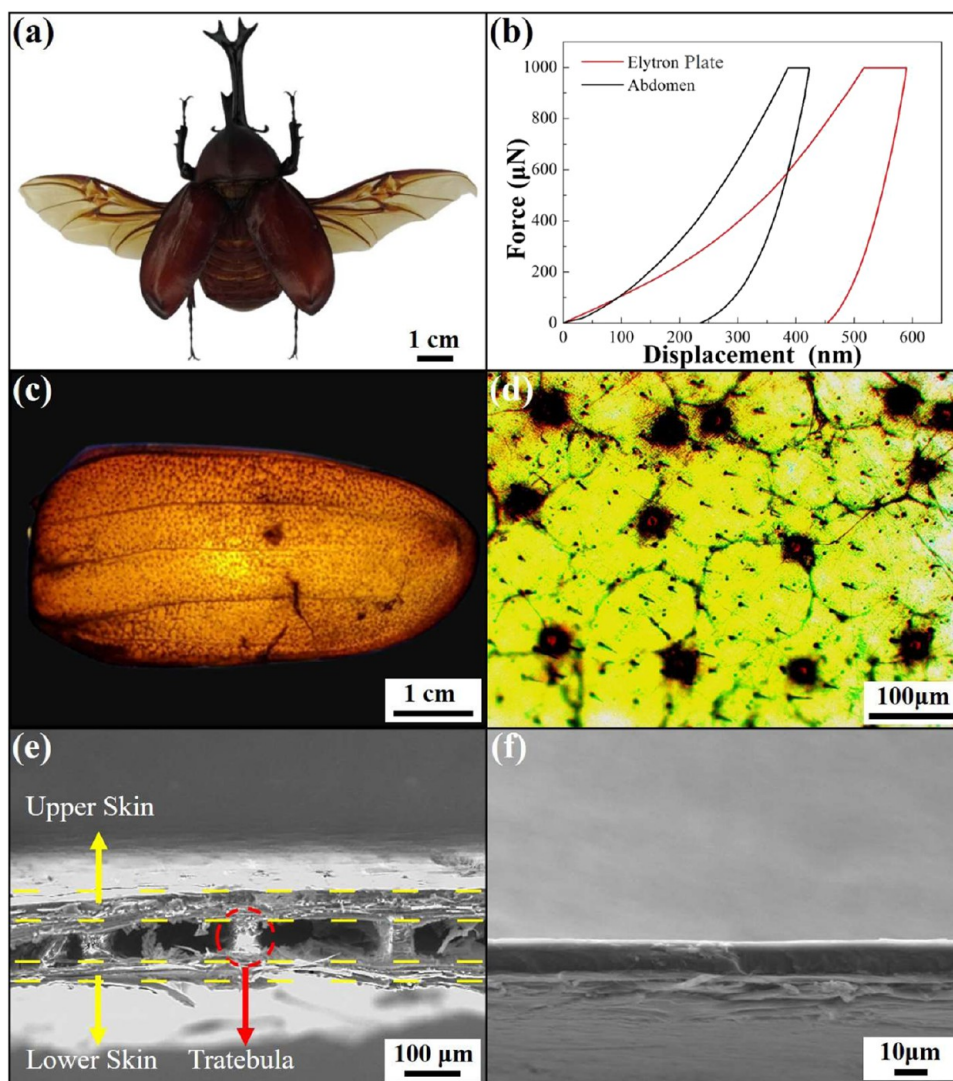 (a)
1 cm
(b)
Elytron Plate
Abdomen
1000
800
600
400
200
0
Force (μN)
0 100 200 300 400 500 600
Displacement (nm)
(c)
1 cm
(d)
100μm
(e)
Upper Skin
Lower Skin
Tratebula
100 μm
(f)
10μm